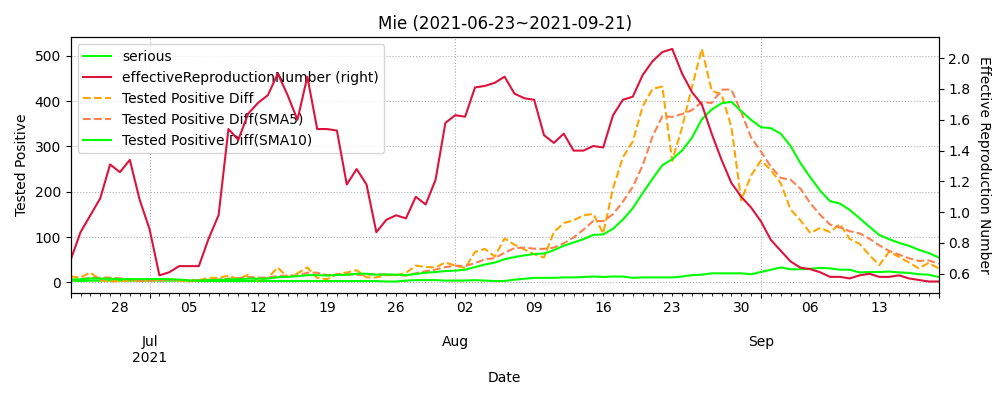 Mie (2021-06-23~2021-09-21)
serious
effectiveReproductionNumber (right)
Tested Positive Diff
Tested Positive Diff(SMA5)
Tested Positive Diff(SMA10)
Tested Positive
500
400
300
200
100
0
2.0
1.8
1.6
1.4
1.2
1.0
0.8
0.6
Effective Reproduction Number
28 05 12 19 26 02 09 16 23 30 06 13
Jul Aug Sep
2021
Date